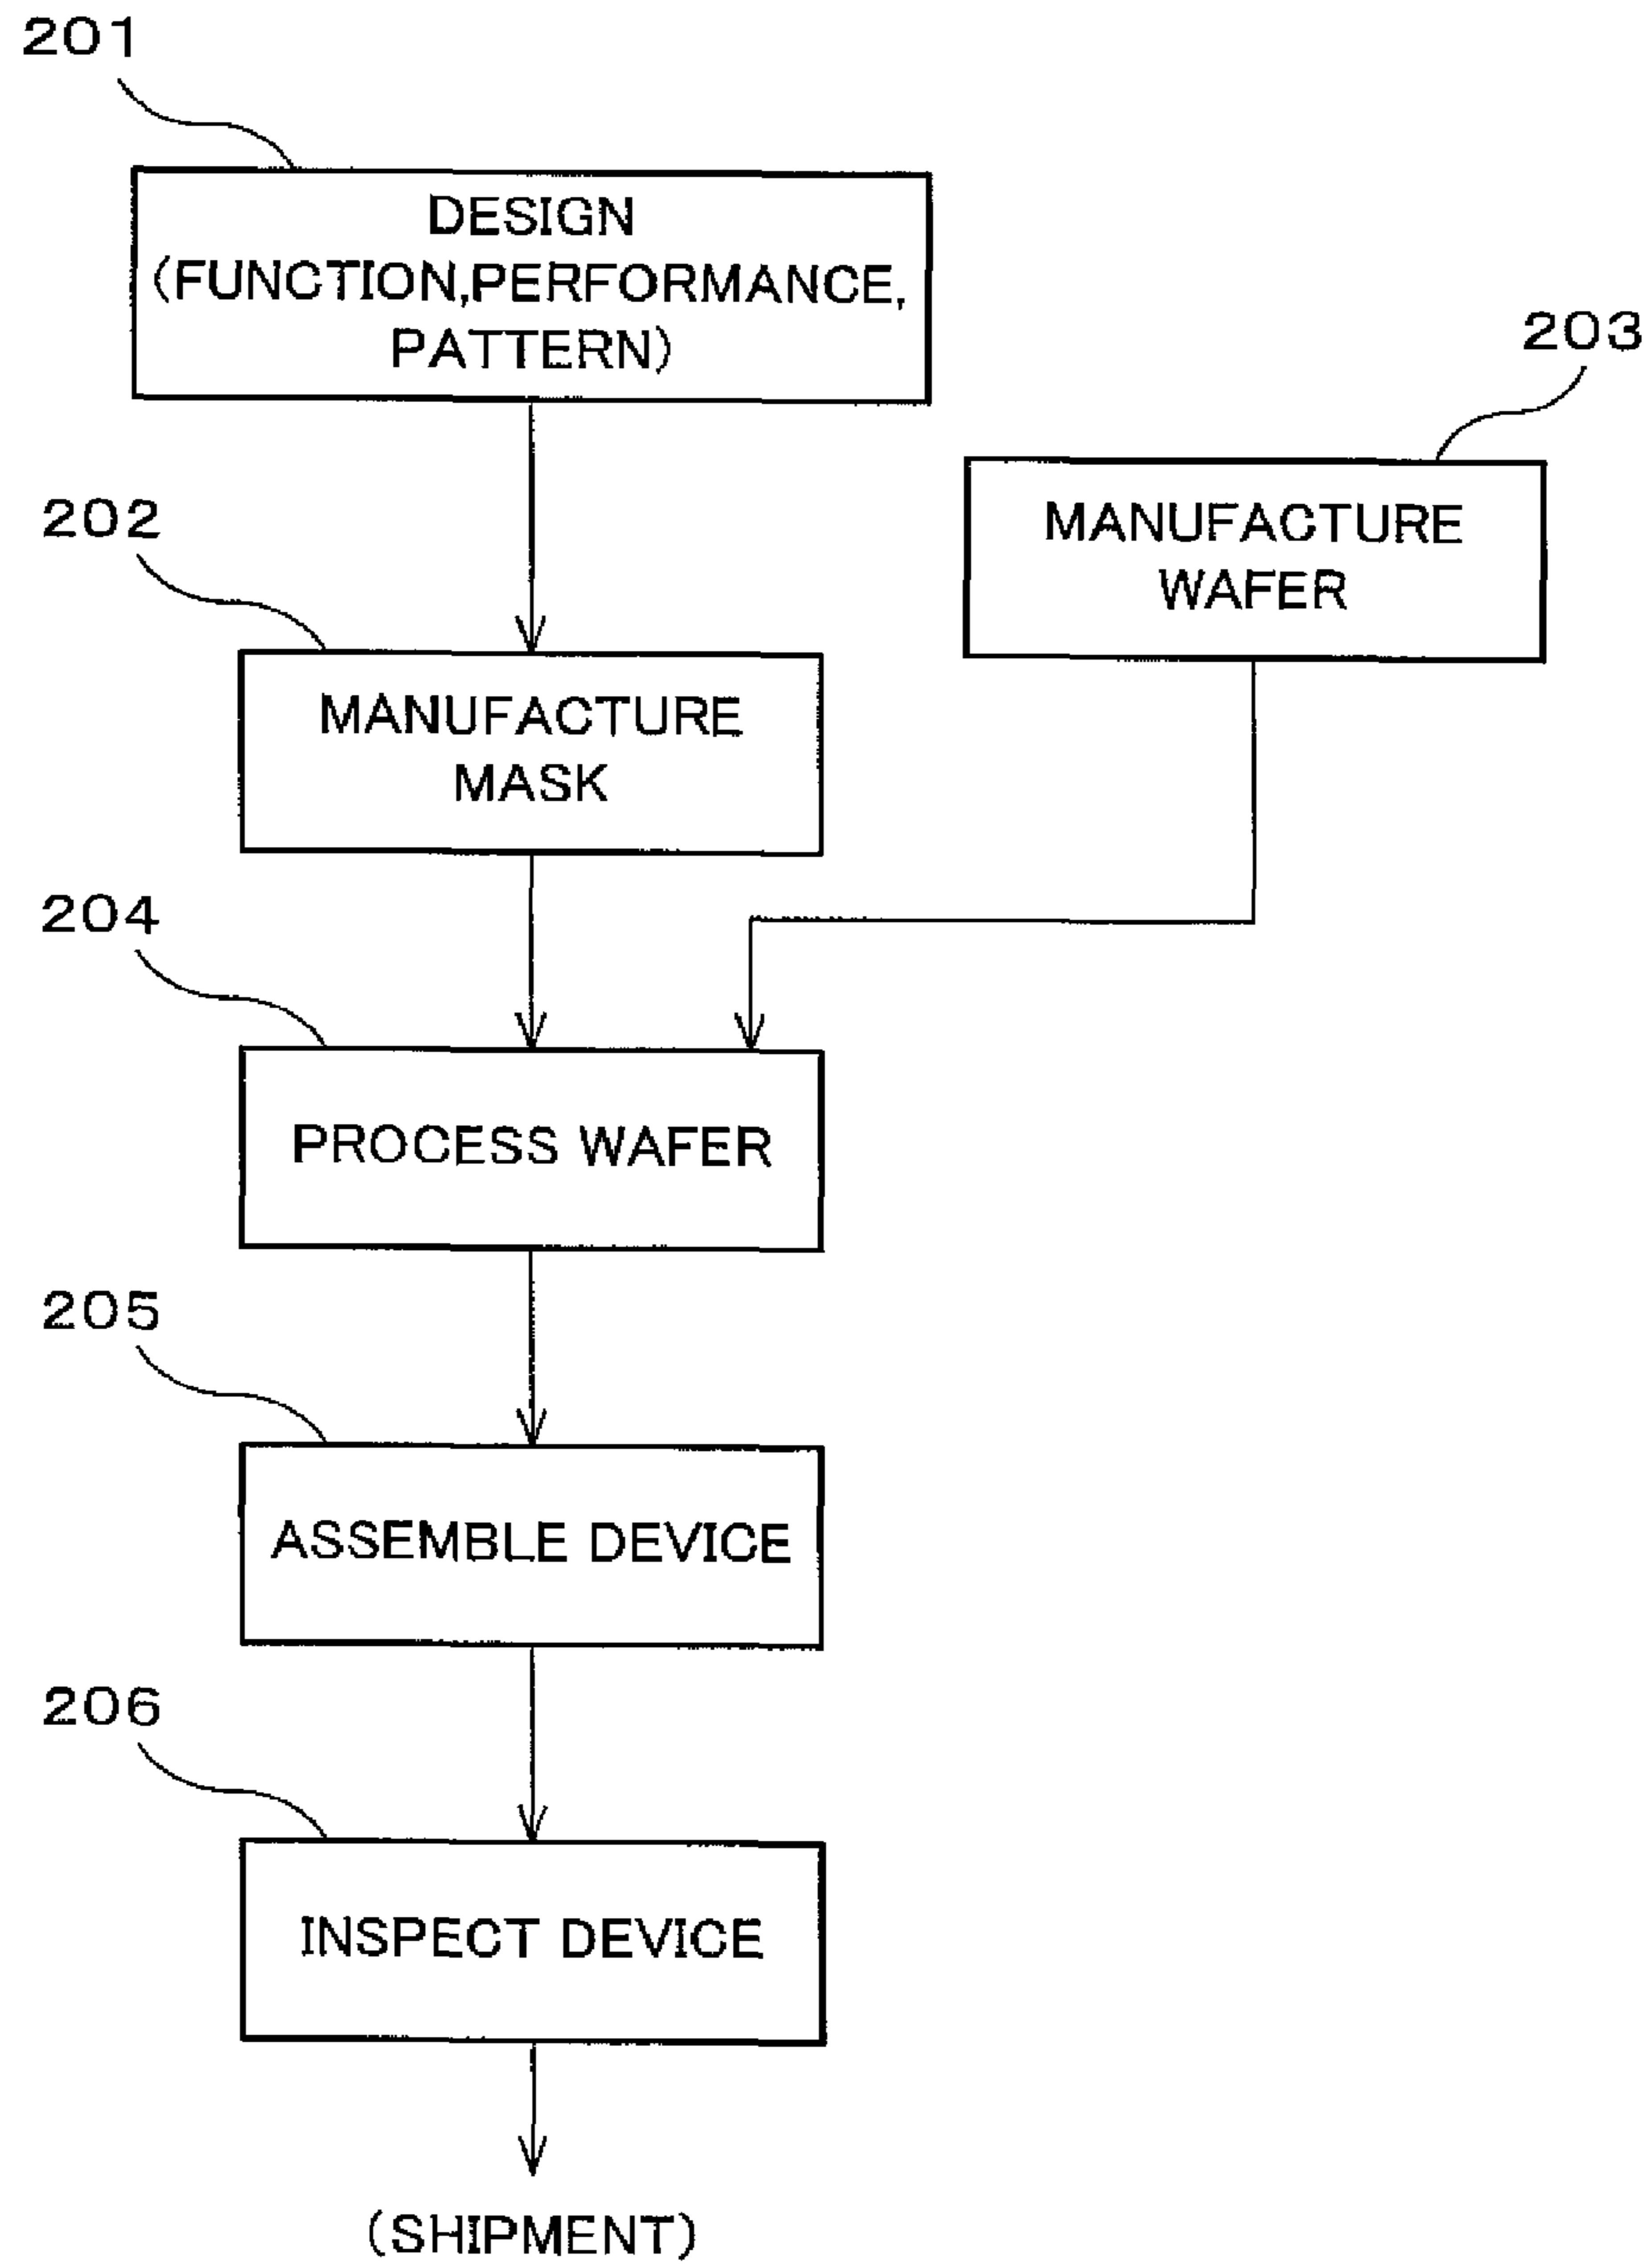 201
DESIGN
(FUNCTION,PERFORMANCE,
PATTERN)
203
MANUFACTURE
WAFER
202
MANUFACTURE
MASK
204
PROCESS WAFER
205
ASSEMBLE DEVICE
206
INSPECT DEVICE
(SHIPMENT)